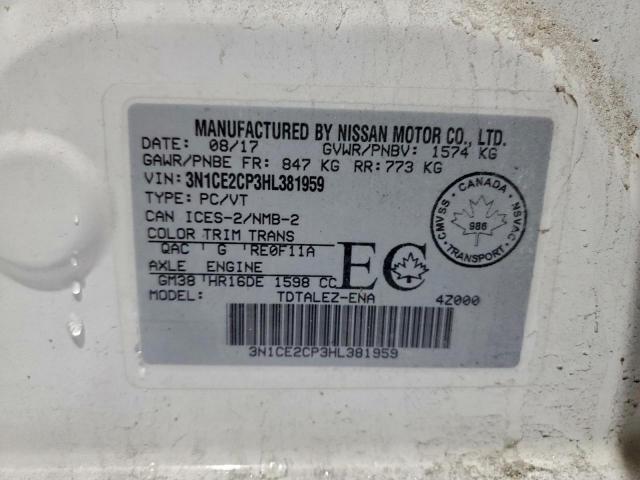 MANUFACTURED BY NISSAN MOTOR CO., LTD.
DATE: 08/17 GVWR/PNBV: 1574 KG
GAWR/PNBE FR: 847 KG RR: 773 KG
VIN: 3N1CE2CP3HL381959
TYPE: PC/VT
CAN ICES-2/NMB-2
COLOR TRIM TRANS
QAC ' G ' RE0F11A
AXLE ENGINE
GM38 ' HR16DE 1598 CC
MODEL: TDTALEZ-ENA 4Z000
EC
CANADA
CMVSS
NSVAC
986
TRANSPORT
3N1CE2CP3HL381959